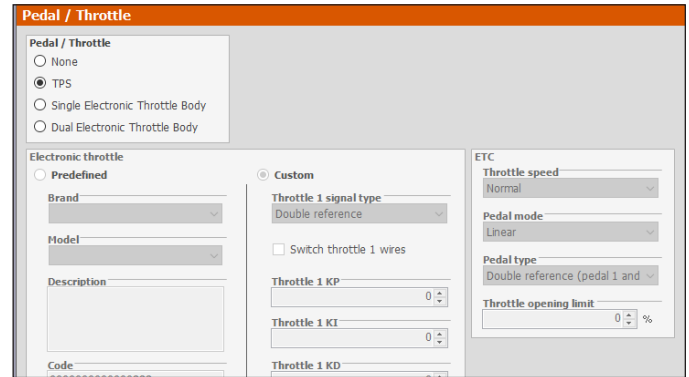 Pedal / Throttle
Pedal / Throttle
None
TPS
Single Electronic Throttle Body
Dual Electronic Throttle Body
Electronic throttle
Predefined
Brand
Model
Description
Code
Custom
Throttle 1 signal type
Double reference
Switch throttle 1 wires
Throttle 1 KP
0
Throttle 1 KI
0
Throttle 1 KD
ETC
Throttle speed
Normal
Pedal mode
Linear
Pedal type
Double reference (pedal 1 and
Throttle opening limit
0 %